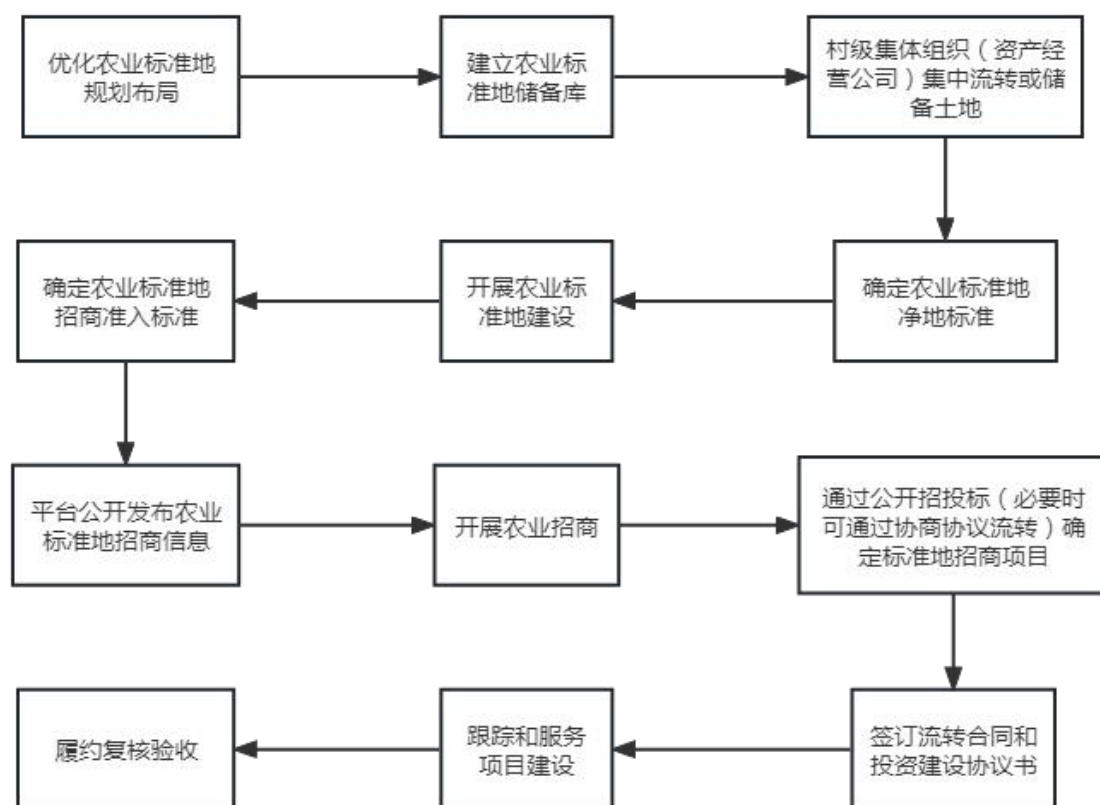 优化农业标准地
规划布局
建立农业标
准地储备库
村级集体组织（资产经
营公司）集中流转或储
备土地
确定农业标准地
净地标准
开展农业标
准地建设
确定农业标准地
招商准入标准
平台公开发布农业
标准地招商信息
开展农业招商
通过公开招投标（必要时
可通过协商协议流转）确
定标准地招商项目
签订流转合同和
投资建设协议书
跟踪和服务
项目建设
履约复核验收